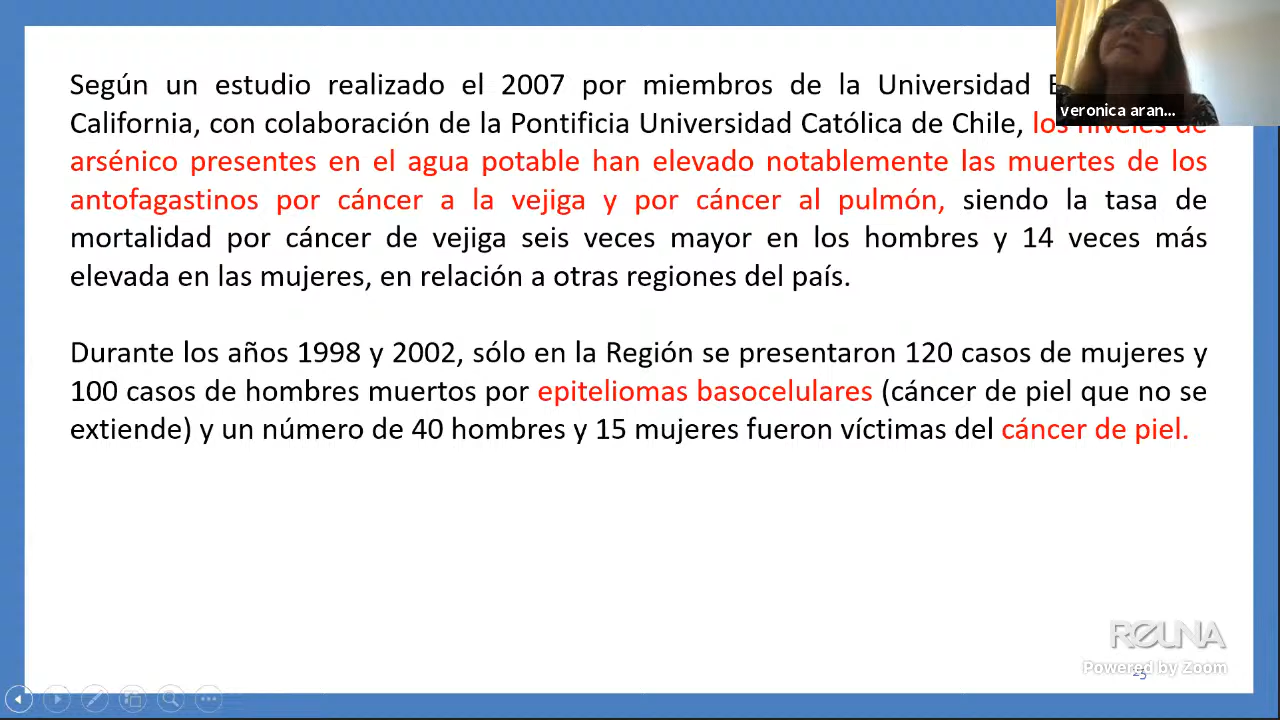 Según un estudio realizado el 2007 por miembros de la Universidad
California, con colaboración de la Pontificia Universidad Católica de Chile, los niveles de
arsénico presentes en el agua potable han elevado notablemente las muertes de los
antofagastinos por cáncer a la vejiga y por cáncer al pulmón, siendo la tasa de
mortalidad por cáncer de vejiga seis veces mayor en los hombres y 14 veces más
elevada en las mujeres, en relación a otras regiones del país.
Durante los años 1998 y 2002, sólo en la Región se presentaron 120 casos de mujeres y
100 casos de hombres muertos por epiteliomas basocelulares (cáncer de piel que no se
extiende) y un número de 40 hombres y 15 mujeres fueron víctimas del cáncer de piel.
veronica aran...
REUNA
Powered by Zoom
23